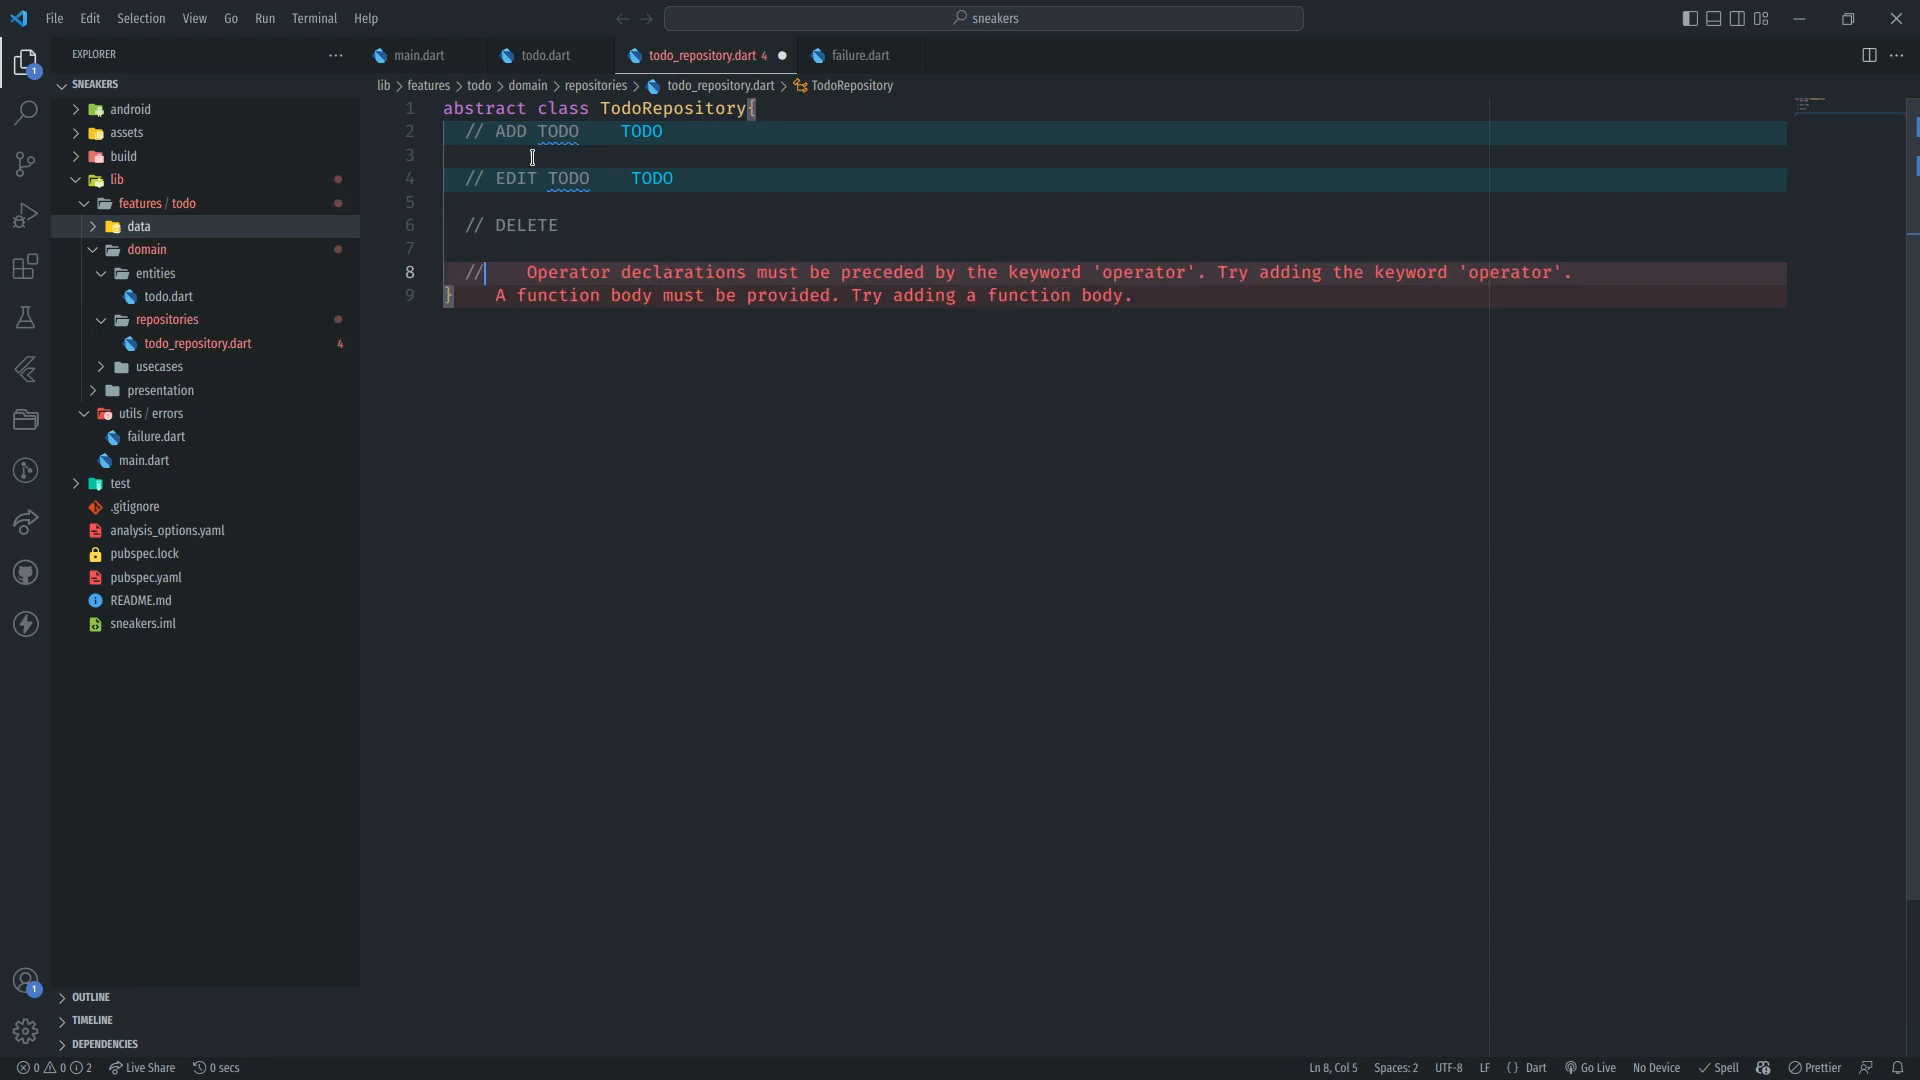 File Edit Selection View Go Run Terminal Help
sneakers
EXPLORER
main.dart
todo.dart
todo_repository.dart 4
failure.dart
SNEAKERS
lib > features > todo > domain > repositories > todo_repository.dart > TodoRepository
android
assets
build
lib
features / todo
data
domain
entities
todo.dart
repositories
todo_repository.dart 4
usecases
presentation
utils / errors
failure.dart
main.dart
test
.gitignore
analysis_options.yaml
pubspec.lock
pubspec.yaml
README.md
sneakers.iml
1 abstract class TodoRepository{
2 // ADD TODO TODO
3
4 // EDIT TODO TODO
5
6 // DELETE
7
8 // Operator declarations must be preceded by the keyword 'operator'. Try adding the keyword 'operator'.
9 } A function body must be provided. Try adding a function body.
1
1
OUTLINE
TIMELINE
DEPENDENCIES
0 0 2 Live Share 0 secs
Ln 8, Col 5 Spaces: 2 UTF-8 LF {} Dart Go Live No Device Spell Prettier